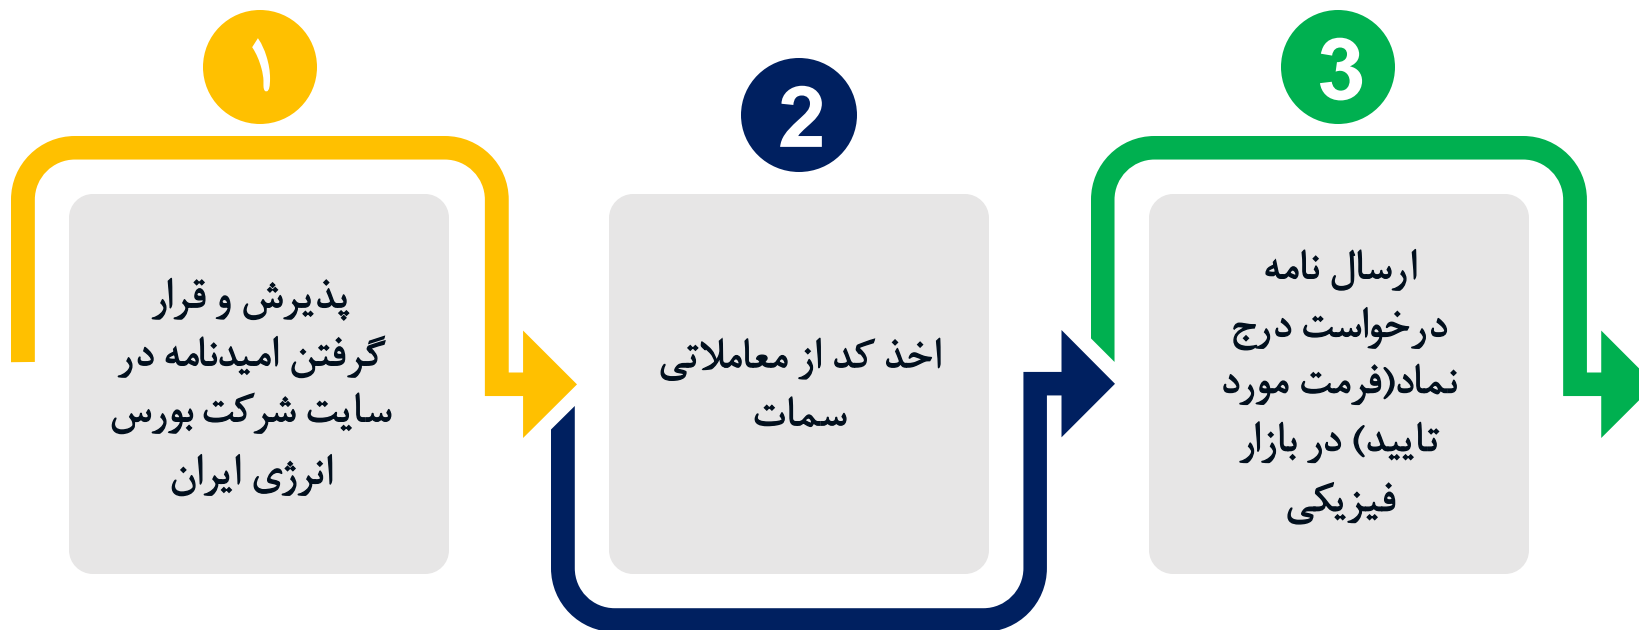 ۱
پذیرش و قرار
گرفتن امیدنامه در
سایت شرکت بورس
انرژی ایران
2
اخذ کد از معاملاتی
سمات
3
ارسال نامه
درخواست درج
نماد(فرمت مورد
تایید) در بازار
فیزیکی